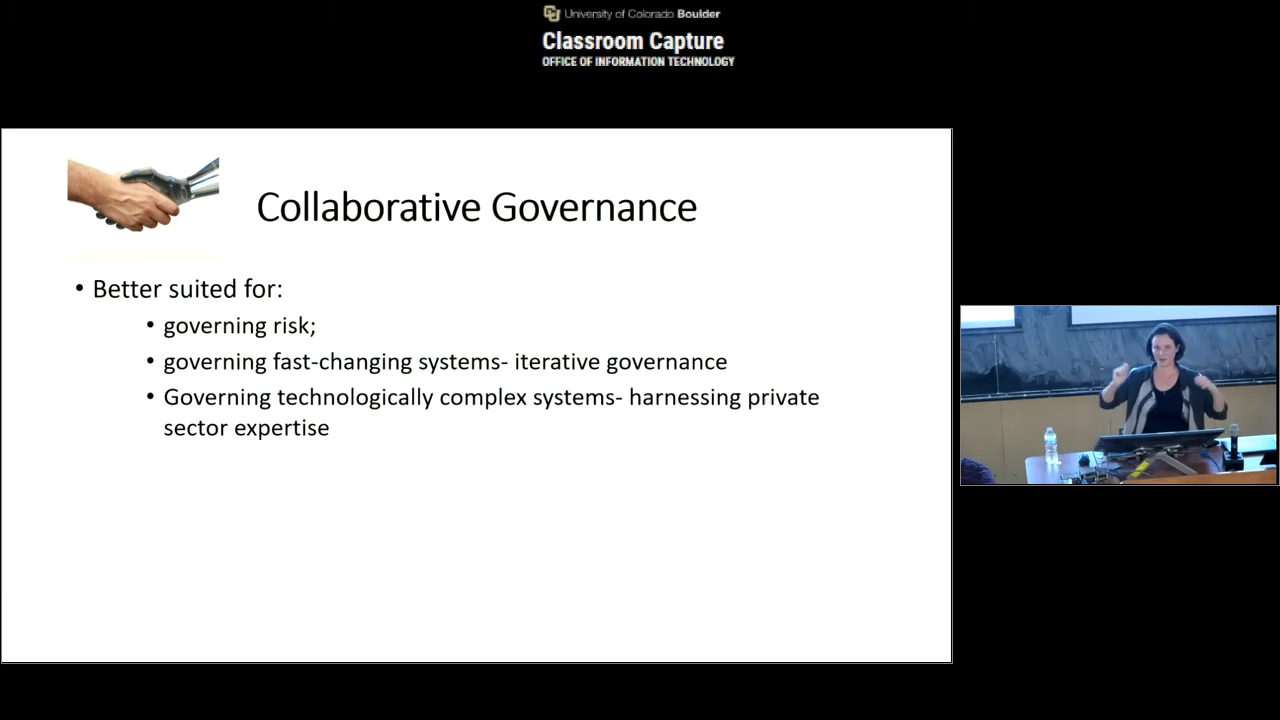 University of Colorado Boulder
Classroom Capture
OFFICE OF INFORMATION TECHNOLOGY
Collaborative Governance
• Better suited for:
• governing risk;
• governing fast-changing systems- iterative governance
• Governing technologically complex systems- harnessing private
sector expertise